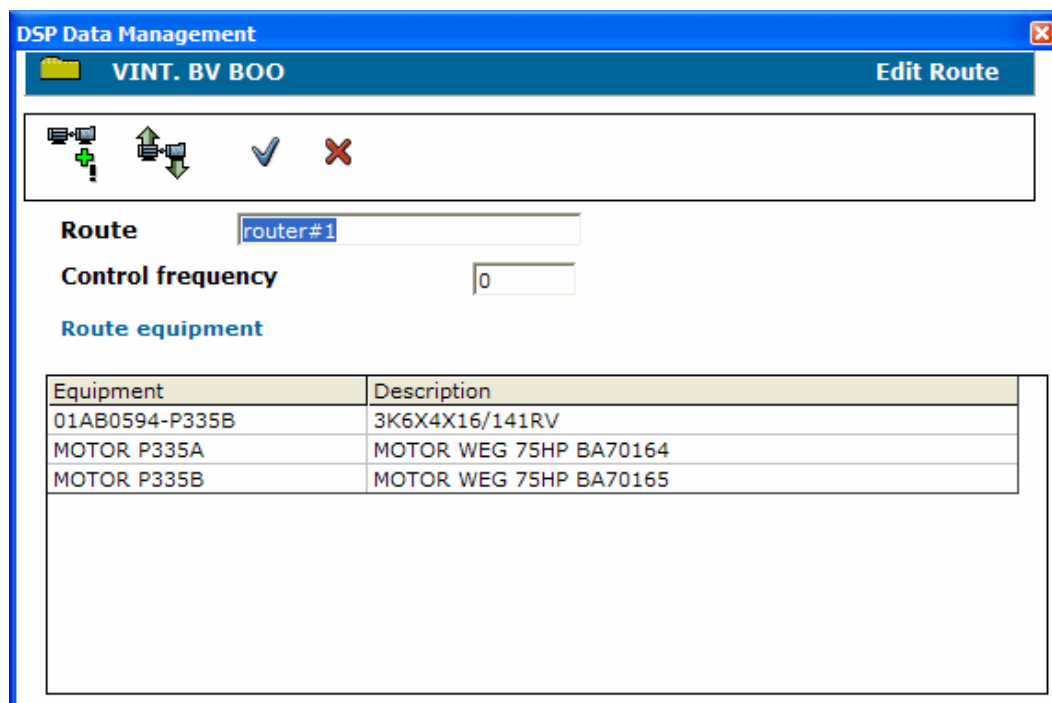 DSP Data Management
VINT. BV BOO Edit Route
Route router#1
Control frequency 0
Route equipment
Equipment Description
01AB0594-P335B 3K6X4X16/141RV
MOTOR P335A MOTOR WEG 75HP BA70164
MOTOR P335B MOTOR WEG 75HP BA70165